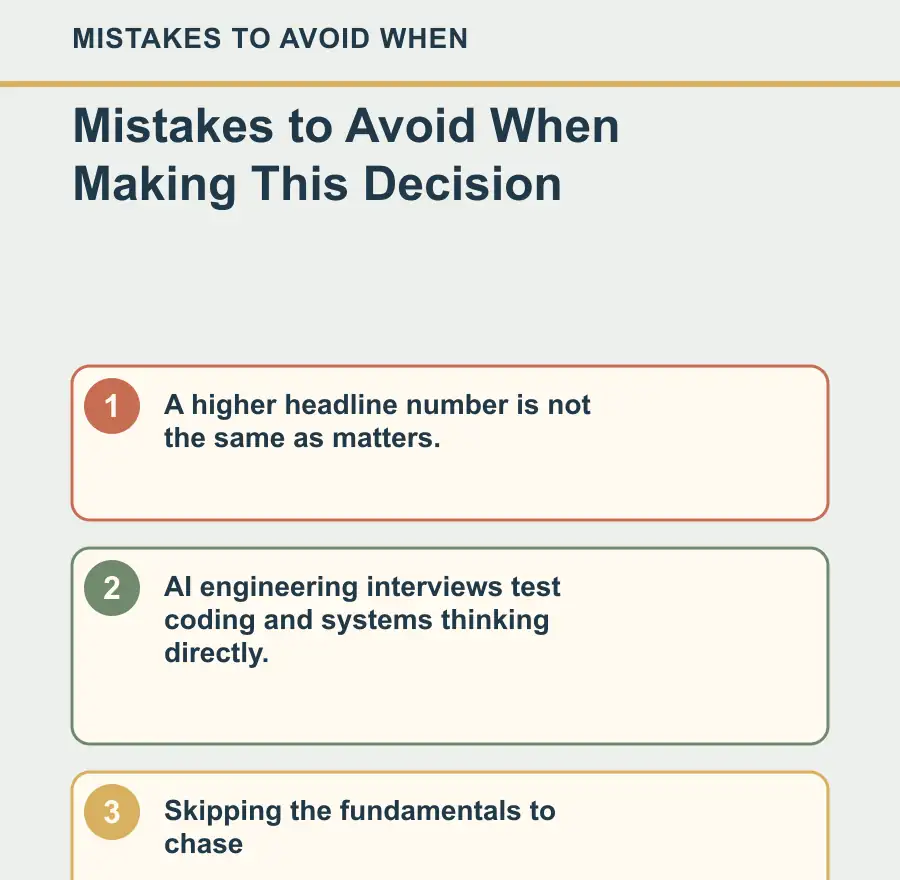 MISTAKES TO AVOID WHEN
Mistakes to Avoid When
Making This Decision
1
A higher headline number is not
the same as matters.
2
AI engineering interviews test
coding and systems thinking
directly.
3
Skipping the fundamentals to
chase